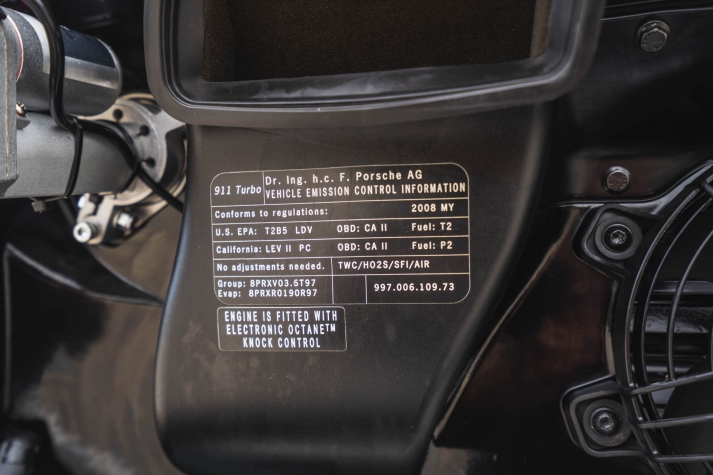 911 Turbo
Dr. Ing. h.c. F. Porsche AG
VEHICLE EMISSION CONTROL INFORMATION
Conforms to regulations: 2008 MY
U.S. EPA: T2B5 LDV OBD: CA II Fuel: T2
California: LEV II PC OBD: CA II Fuel: P2
No adjustments needed. TWC/HO2S/SFI/AIR
Group: 8PRXV03.6T97
Evap: 8PRXR0190R97
997.006.109.73
ENGINE IS FITTED WITH
ELECTRONIC OCTANE™
KNOCK CONTROL